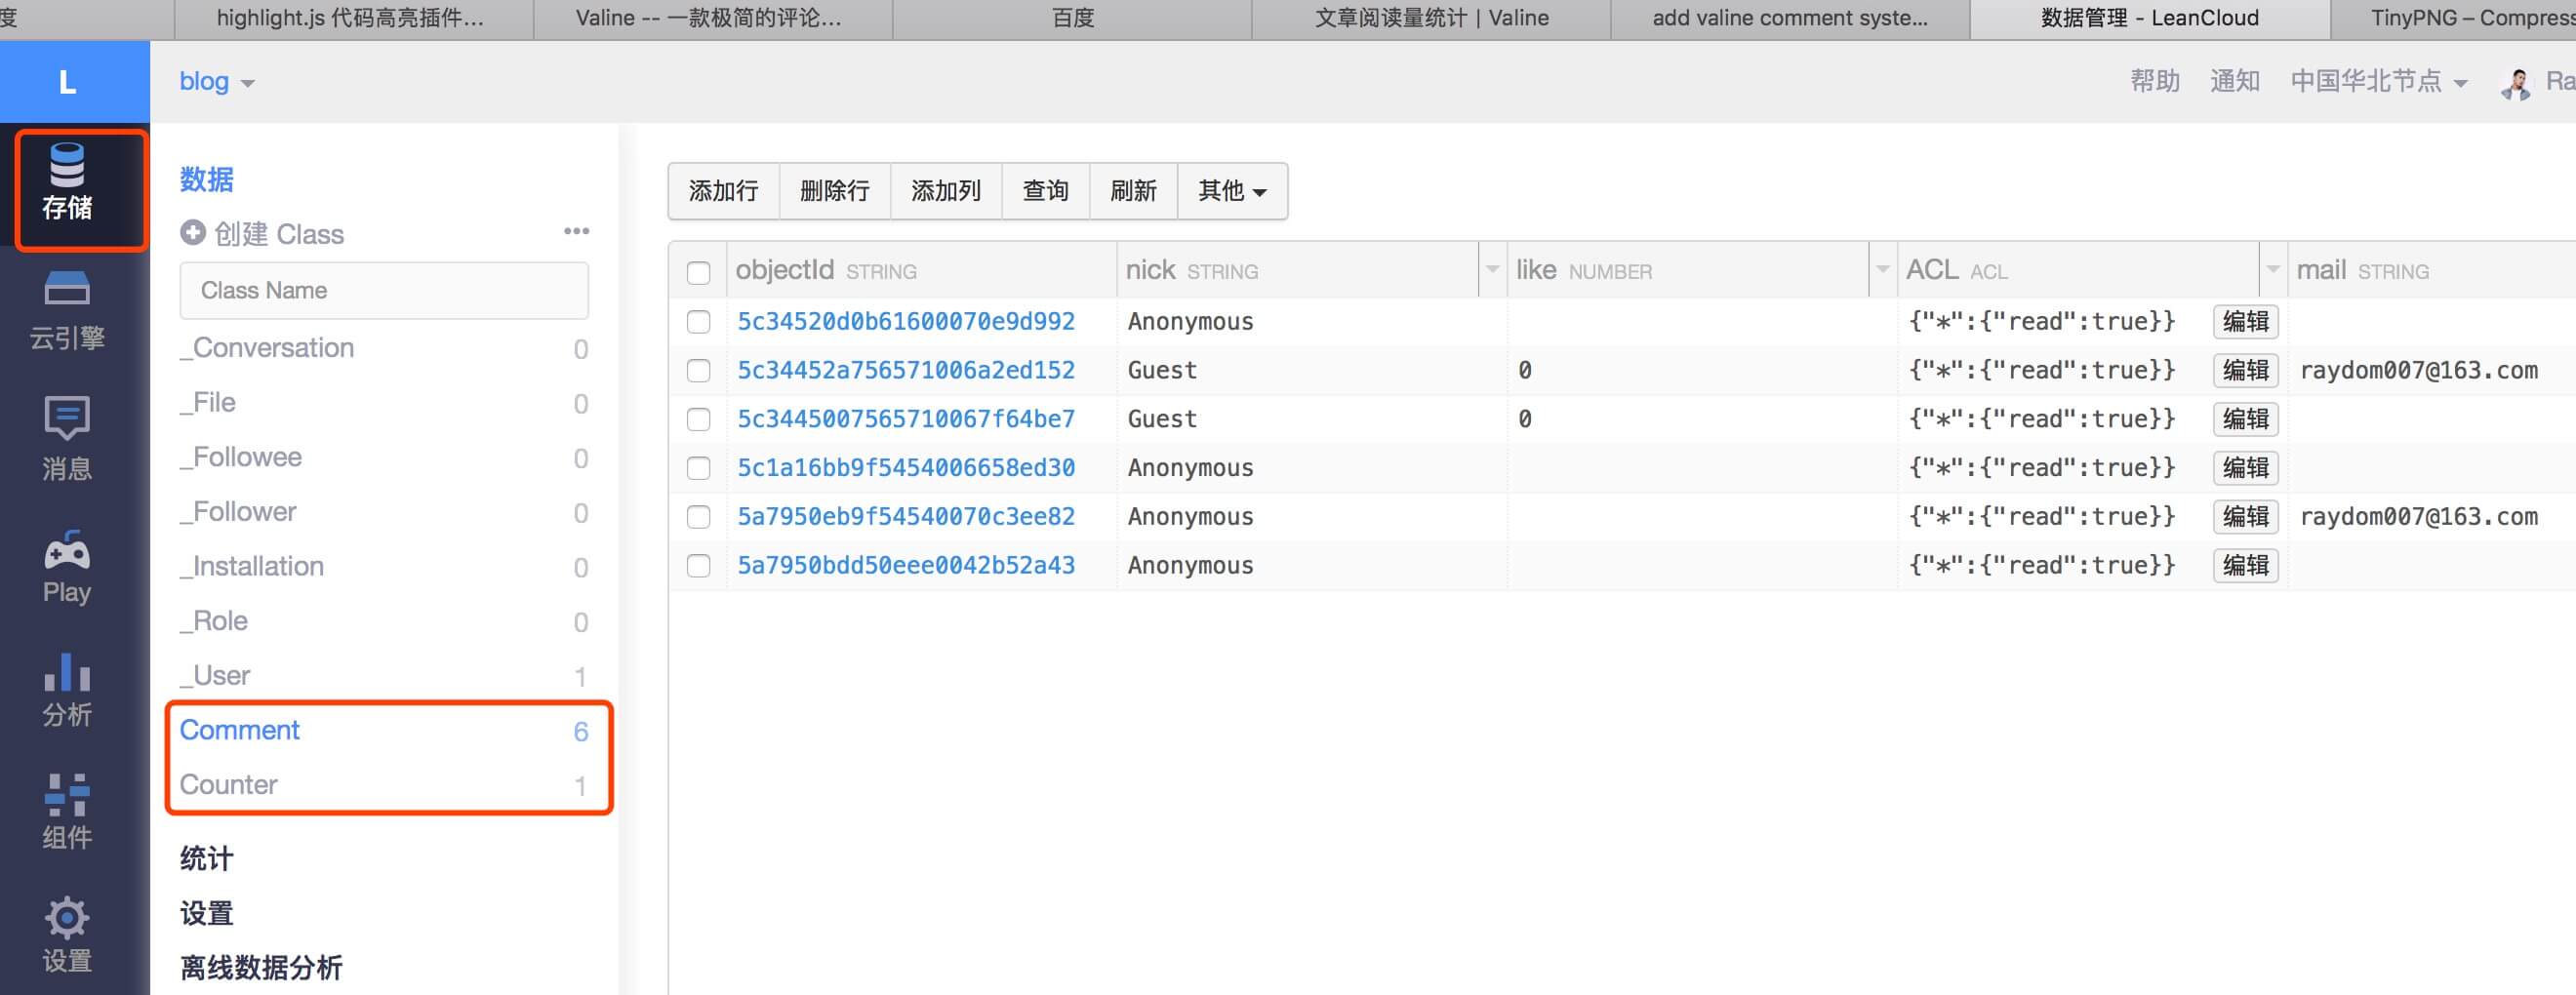 度
highlight.js 代码高亮插件...
Valine -- 一款极简的评论...
百度
文章阅读量统计 | Valine
add valine comment syste...
数据管理 - LeanCloud
TinyPNG – Compress
L
blog
帮助 通知 中国华北节点 Ra
存储
云引擎
消息
Play
分析
组件
设置
数据
创建 Class
Class Name
_Conversation 0
_File 0
_Followee 0
_Follower 0
_Installation 0
_Role 0
_User 1
Comment 6
Counter 1
统计
设置
离线数据分析
添加行 删除行 添加列 查询 刷新 其他
objectId STRING nick STRING like NUMBER ACL ACL mail STRING
5c34520d0b61600070e9d992 Anonymous {"*":{"read":true}} 编辑
5c34452a756571006a2ed152 Guest 0 {"*":{"read":true}} 编辑 raydom007@163.com
5c3445007565710067f64be7 Guest 0 {"*":{"read":true}} 编辑
5c1a16bb9f5454006658ed30 Anonymous {"*":{"read":true}} 编辑
5a7950eb9f54540070c3ee82 Anonymous {"*":{"read":true}} 编辑 raydom007@163.com
5a7950bdd50eee0042b52a43 Anonymous {"*":{"read":true}} 编辑